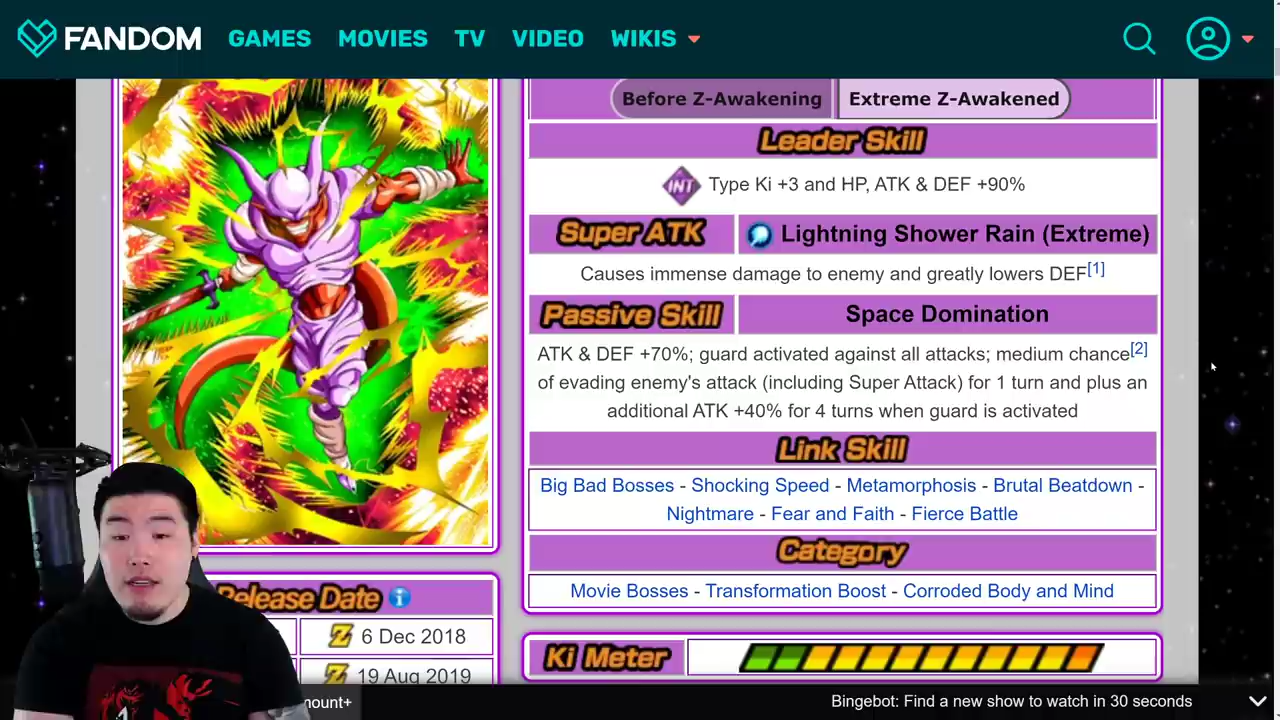 FANDOM GAMES MOVIES TV VIDEO WIKIS
Before Z-Awakening Extreme Z-Awakened
Leader Skill
INT Type Ki +3 and HP, ATK & DEF +90%
Super ATK Lightning Shower Rain (Extreme)
Causes immense damage to enemy and greatly lowers DEF[1]
Passive Skill Space Domination
ATK & DEF +70%; guard activated against all attacks; medium chance[2]
of evading enemy's attack (including Super Attack) for 1 turn and plus an
additional ATK +40% for 4 turns when guard is activated
Link Skill
Big Bad Bosses - Shocking Speed - Metamorphosis - Brutal Beatdown -
Nightmare - Fear and Faith - Fierce Battle
Category
Movie Bosses - Transformation Boost - Corroded Body and Mind
Release Date i
Z 6 Dec 2018
Z 19 Aug 2019
Ki Meter
mount+ Bingebot: Find a new show to watch in 30 seconds